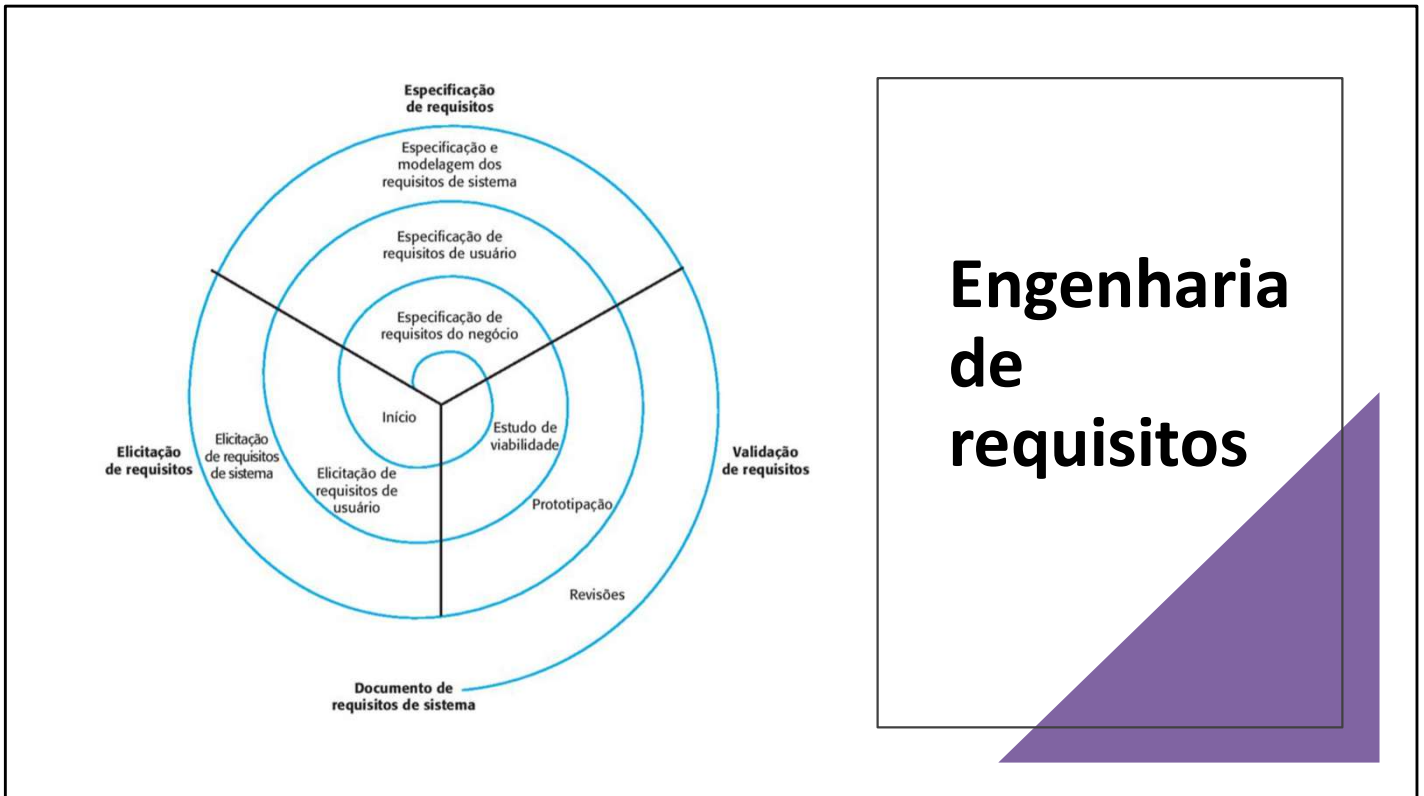 Especificação
de requisitos
Especificação e
modelagem dos
requisitos de sistema
Especificação de
requisitos de usuário
Especificação de
requisitos do negócio
Início
Estudo de
viabilidade
Elicitação
de requisitos
Elicitação
de requisitos
de sistema
Elicitação de
requisitos de
usuário
Validação
de requisitos
Prototipação
Revisões
Documento de
requisitos de sistema
Engenharia
de
requisitos